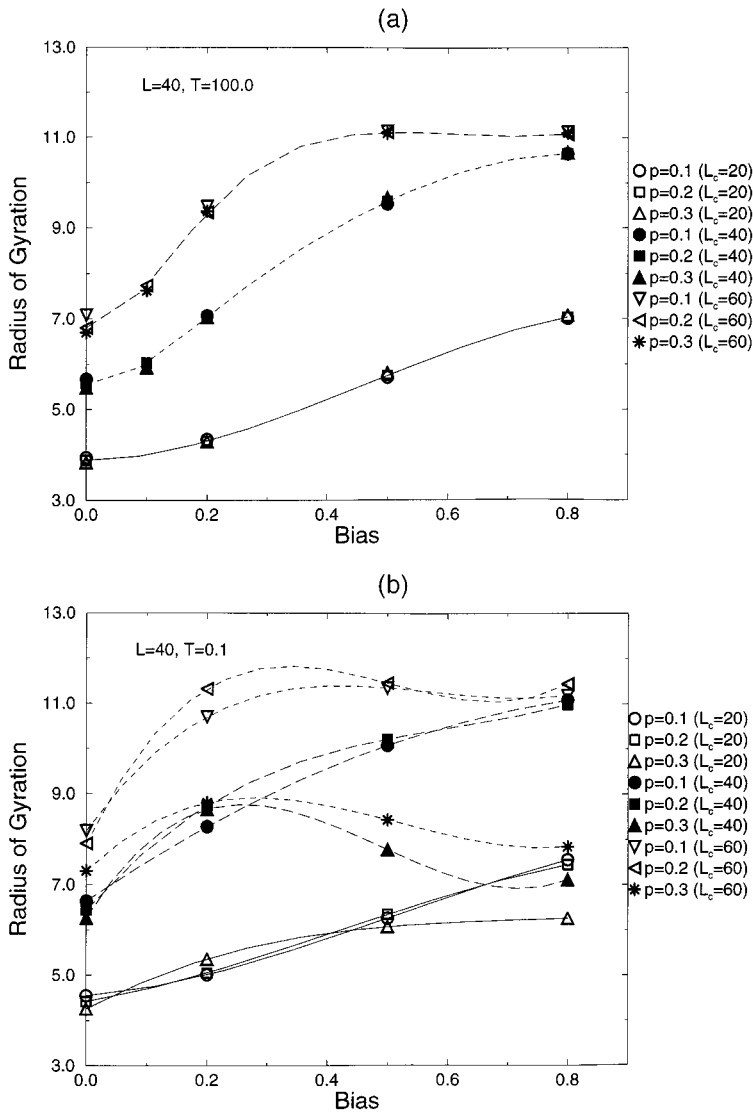 (a)
13.0
11.0
9.0
7.0
5.0
3.0
Radius of Gyration
L=40, T=100.0
0.0 0.2 0.4 0.6 0.8
Bias
p=0.1 (Lc=20)
p=0.2 (Lc=20)
p=0.3 (Lc=20)
p=0.1 (Lc=40)
p=0.2 (Lc=40)
p=0.3 (Lc=40)
p=0.1 (Lc=60)
p=0.2 (Lc=60)
p=0.3 (Lc=60)
(b)
13.0
11.0
9.0
7.0
5.0
3.0
Radius of Gyration
L=40, T=0.1
0.0 0.2 0.4 0.6 0.8
Bias
p=0.1 (Lc=20)
p=0.2 (Lc=20)
p=0.3 (Lc=20)
p=0.1 (Lc=40)
p=0.2 (Lc=40)
p=0.3 (Lc=40)
p=0.1 (Lc=60)
p=0.2 (Lc=60)
p=0.3 (Lc=60)